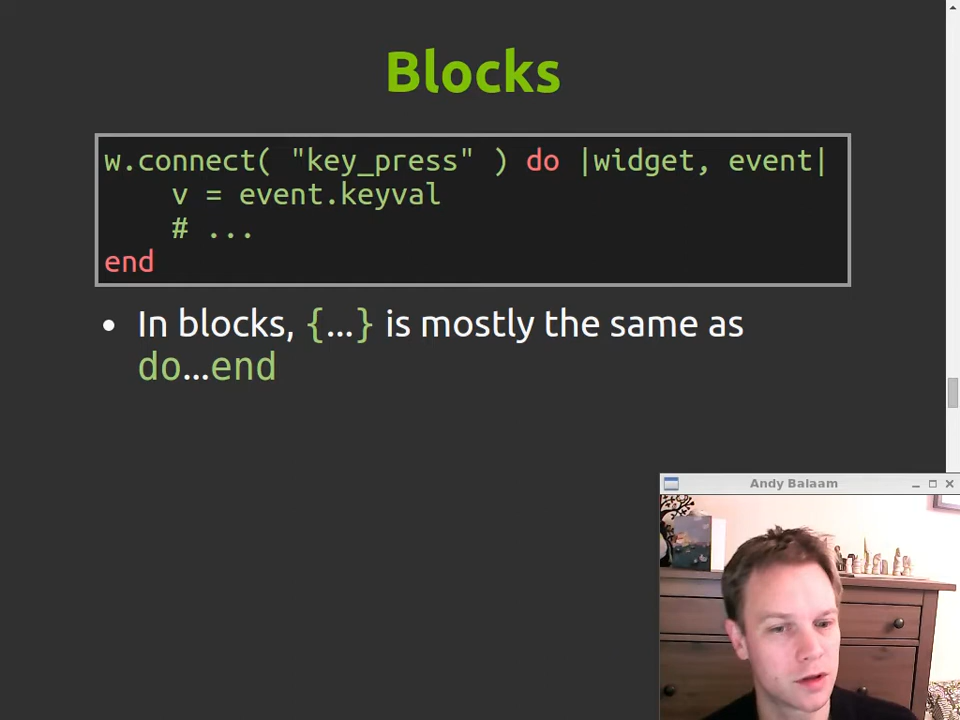 Blocks
w.connect( "key_press" ) do |widget, event|
v = event.keyval
# ...
end
• In blocks, {...} is mostly the same as
do...end
Andy Balaam